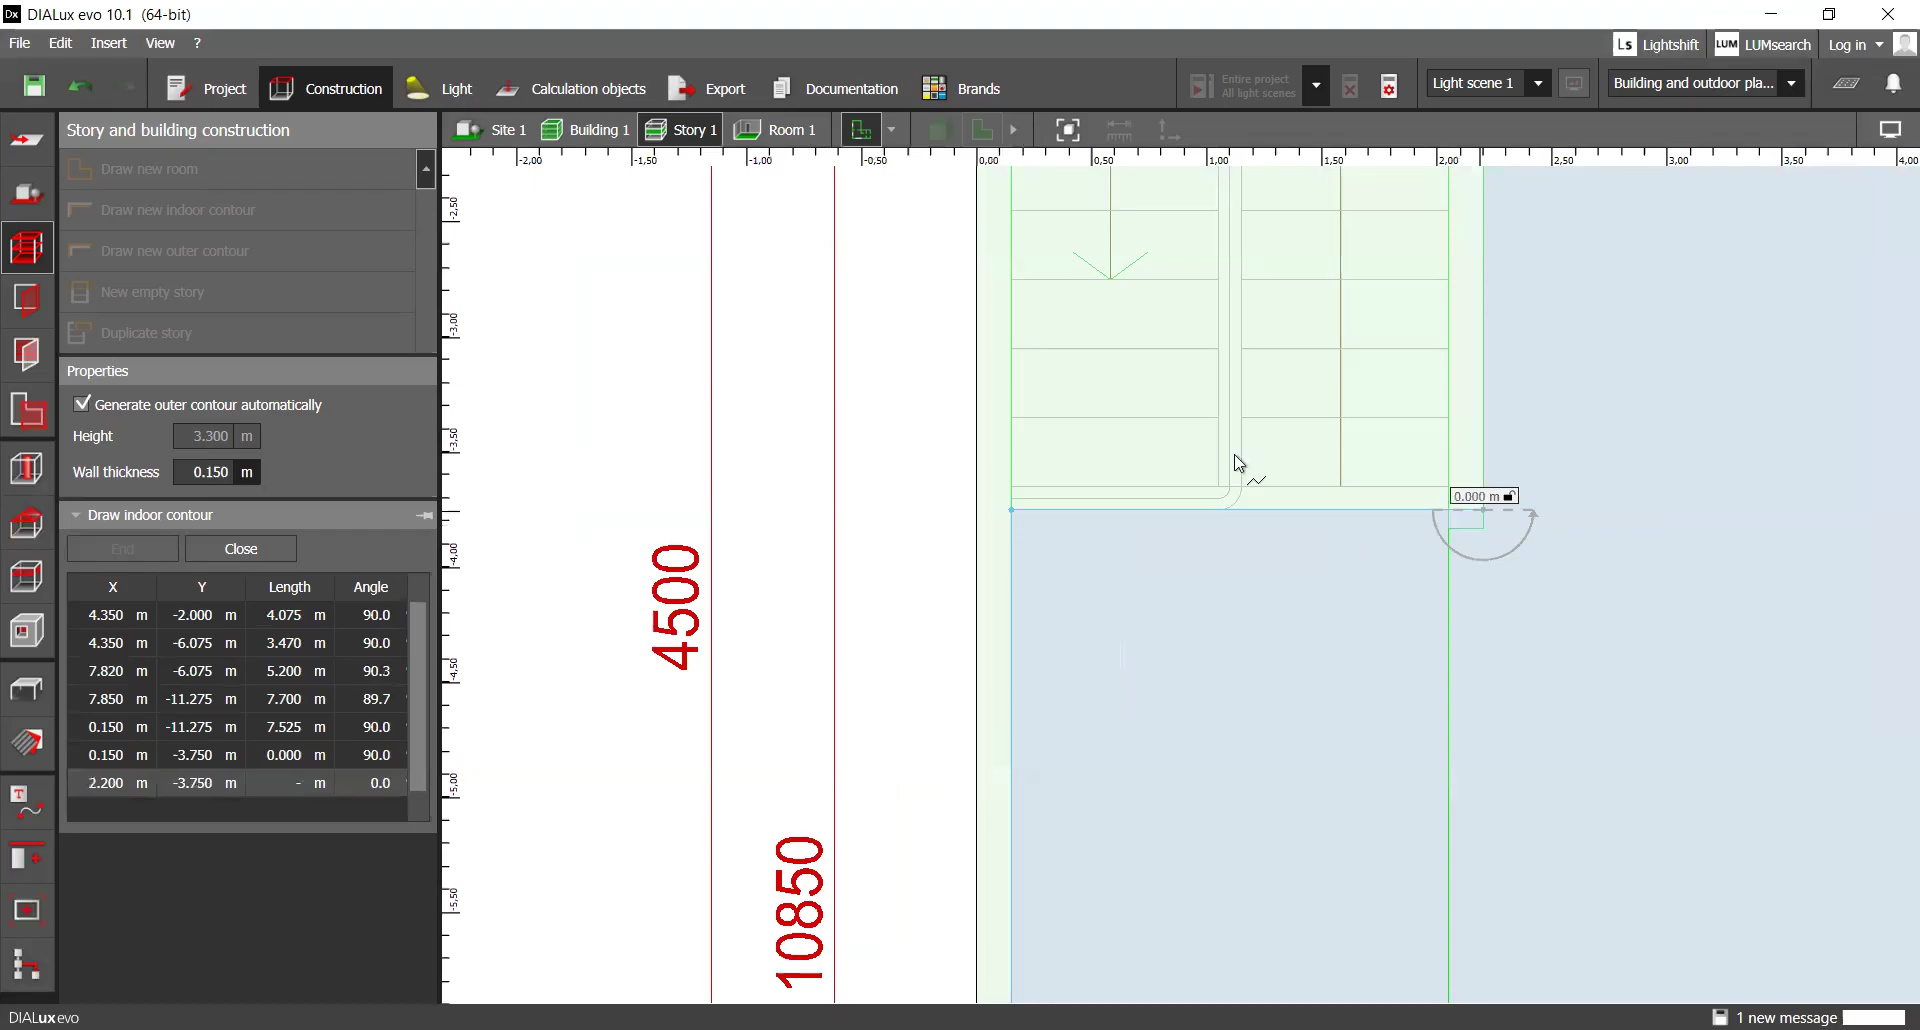 Dx DIALux evo 10.1 (64-bit)
File Edit Insert View ?
Ls Lightshift LUM LUMsearch Log in
Project Construction Light Calculation objects Export Documentation Brands
Entire project
All light scenes
Light scene 1
Building and outdoor pla...
Story and building construction
Site 1 Building 1 Story 1 Room 1
-2,00 -1,50 -1,00 -0,50 0,00 0,50 1,00 1,50 2,00 2,50 3,00 3,50 4,00
Draw new room
Draw new indoor contour
Draw new outer contour
New empty story
Duplicate story
-2,50
-3,00
-3,50
-4,00
-4,50
-5,00
-5,50
Properties
Generate outer contour automatically
Height 3.300 m
Wall thickness 0.150 m
Draw indoor contour
End Close
X Y Length Angle
4.350 m -2.000 m 4.075 m 90.0
4.350 m -6.075 m 3.470 m 90.0
7.820 m -6.075 m 5.200 m 90.3
7.850 m -11.275 m 7.700 m 89.7
0.150 m -11.275 m 7.525 m 90.0
0.150 m -3.750 m 0.000 m 90.0
2.200 m -3.750 m - m 0.0
0.000 m
4500
10850
T
DIALux evo
1 new message